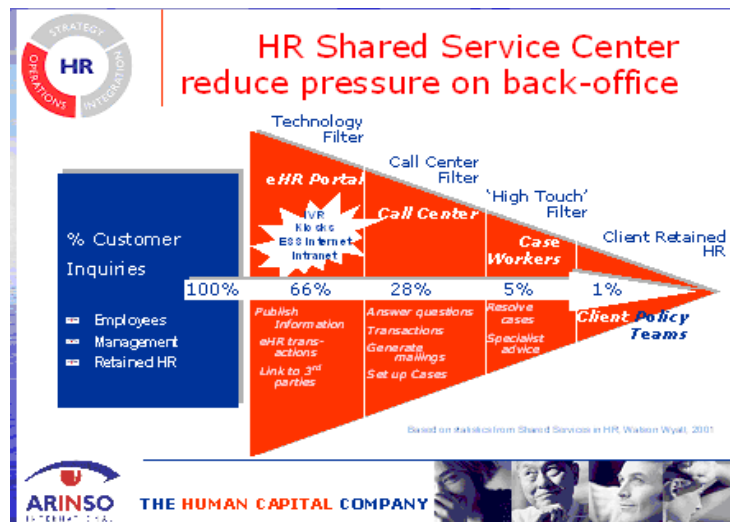 STRATEGY
OPERATIONS
INTEGRATION
HR
HR Shared Service Center
reduce pressure on back-office
Technology
Filter
Call Center
Filter
'High Touch'
Filter
Client Retained
HR
eHR Portal
IVR
Kiosks
ESS Internet
Intranet
Call Center
Case
Workers
% Customer
Inquiries
100%
66%
28%
5%
1%
Employees
Management
Retained HR
Publish
Information
eHR trans-
actions
Link to 3rd
parties
Answer questions
Transactions
Generate
mailings
Set up Cases
Resolve
cases
Specialist
advice
Client Policy
Teams
Based on statistics from Shared Services in HR, Watson Wyall, 2001
ARINSO
INTERNATIONAL
THE HUMAN CAPITAL COMPANY